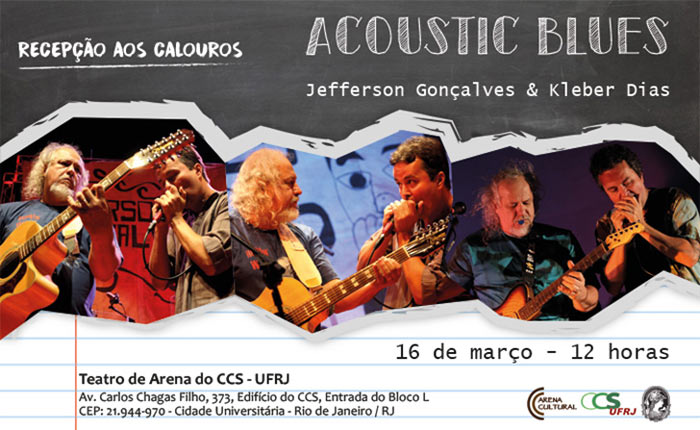 RECEPÇÃO AOS CALOUROS
ACOUSTIC BLUES
Jefferson Gonçalves & Kleber Dias
16 de março - 12 horas
Teatro de Arena do CCS - UFRJ
Av. Carlos Chagas Filho, 373, Edifício do CCS, Entrada do Bloco L
CEP: 21.944-970 - Cidade Universitária - Rio de Janeiro / RJ
ARENA
CULTURAL
CCS
UFRJ